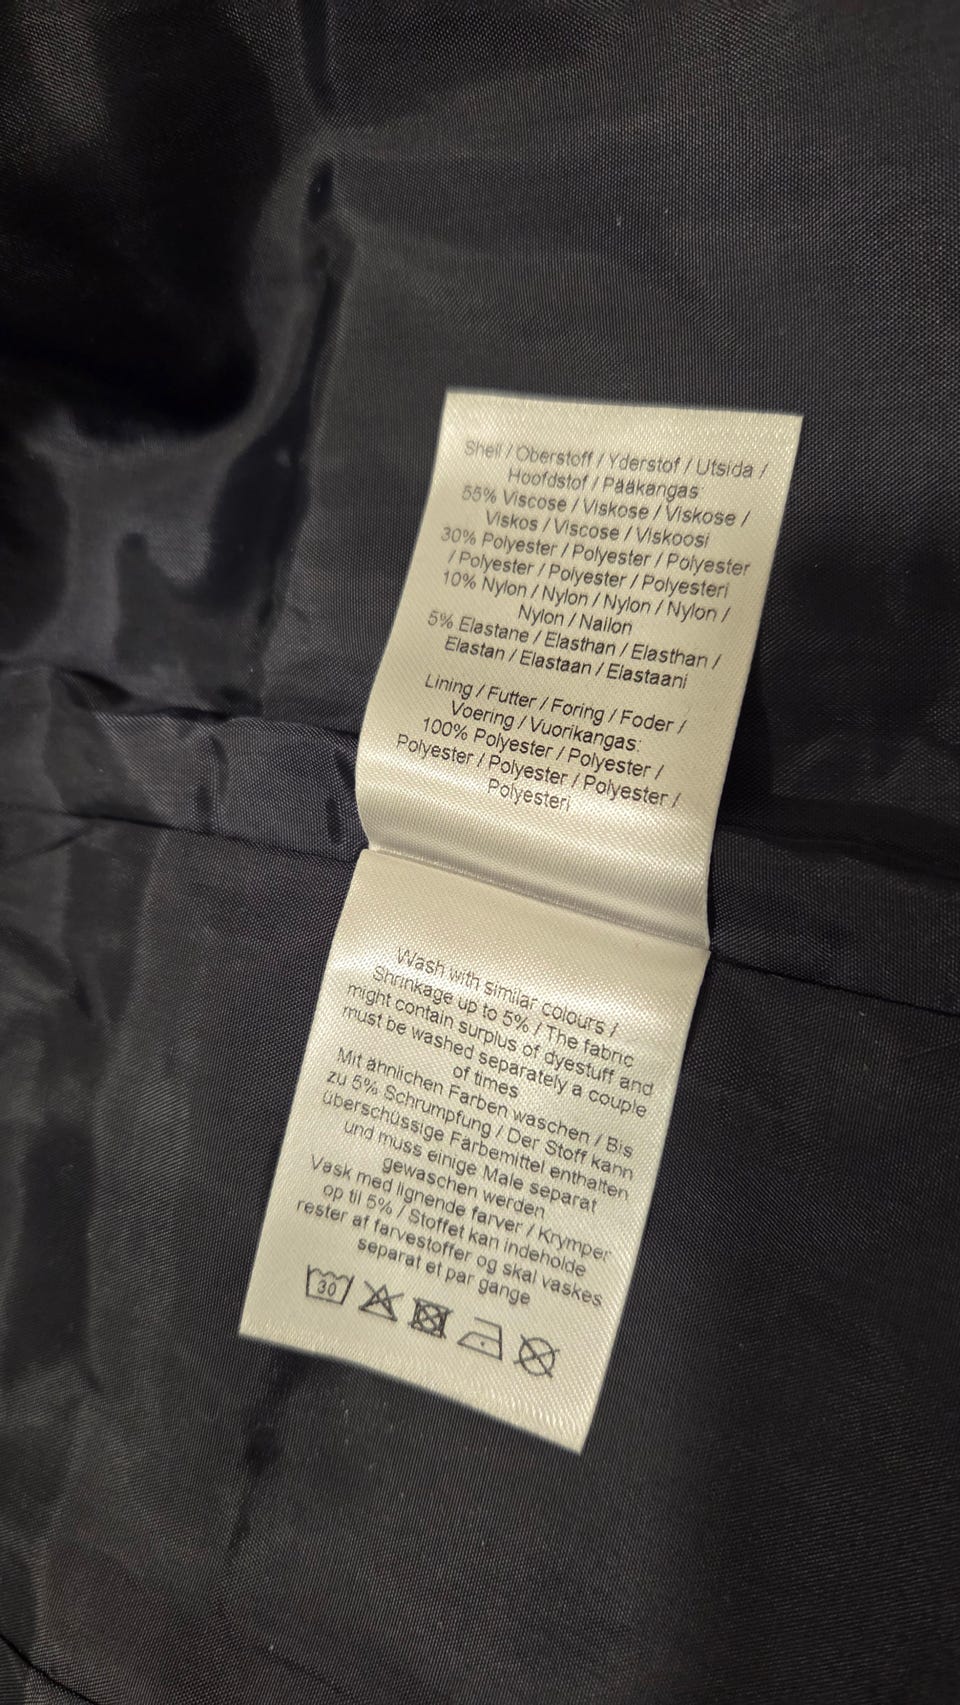 Shell / Oberstoff / Yderstof / Utsida /
Hoofdstof / Pääkangas:
55% Viscose / Viskose / Viskose /
Viskos / Viscose / Viskoosi
30% Polyester / Polyester / Polyester
/ Polyester / Polyester / Polyesteri
10% Nylon / Nylon / Nylon / Nylon /
Nylon / Nailon
5% Elastane / Elasthan / Elasthan /
Elastan / Elastaan / Elastaani
Lining / Futter / Foring / Foder /
Voering / Vuorikangas:
100% Polyester / Polyester /
Polyester / Polyester / Polyester /
Polyesteri
Wash with similar colours /
Shrinkage up to 5% / The fabric
might contain surplus of dyestuff and
must be washed separately a couple
of times
Mit ähnlichen Farben waschen / Bis
zu 5% Schrumpfung / Der Stoff kann
überschüssige Farbemittel enthalten
und muss einige Male separat
gewaschen werden
Vask med lignende farver / Krymper
op til 5% / Stoffet kan indeholde
rester af farvestoffer og skal vaskes
separat et par gange
30